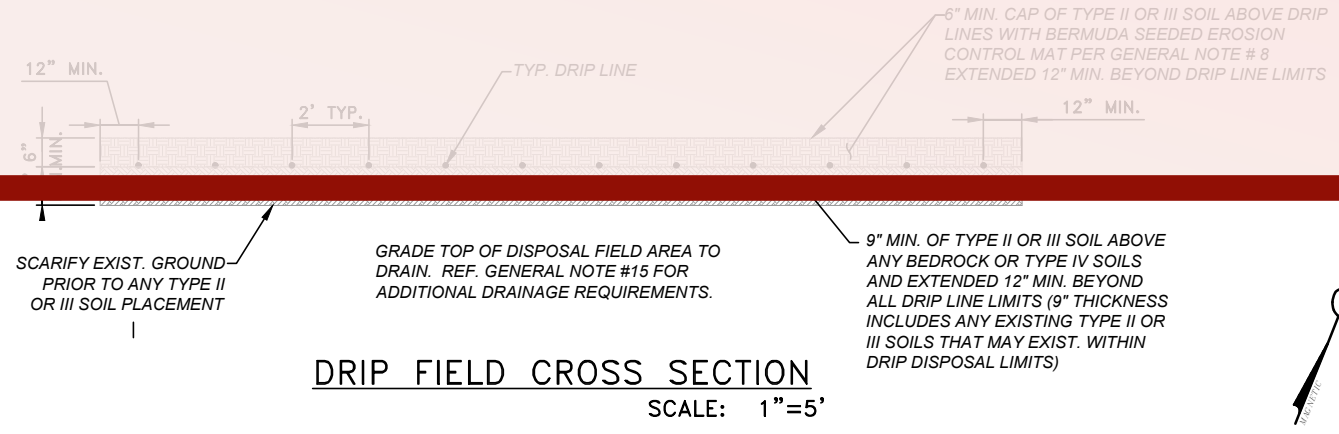 6" MIN. CAP OF TYPE II OR III SOIL ABOVE DRIP
LINES WITH BERMUDA SEEDED EROSION
CONTROL MAT PER GENERAL NOTE # 8
EXTENDED 12" MIN. BEYOND DRIP LINE LIMITS
12" MIN.
TYP. DRIP LINE
2' TYP.
12" MIN.
6"
MIN.
SCARIFY EXIST. GROUND
PRIOR TO ANY TYPE II
OR III SOIL PLACEMENT
GRADE TOP OF DISPOSAL FIELD AREA TO
DRAIN. REF. GENERAL NOTE #15 FOR
ADDITIONAL DRAINAGE REQUIREMENTS.
9" MIN. OF TYPE II OR III SOIL ABOVE
ANY BEDROCK OR TYPE IV SOILS
AND EXTENDED 12" MIN. BEYOND
ALL DRIP LINE LIMITS (9" THICKNESS
INCLUDES ANY EXISTING TYPE II OR
III SOILS THAT MAY EXIST. WITHIN
DRIP DISPOSAL LIMITS)
DRIP FIELD CROSS SECTION
SCALE: 1"=5'
MAGNETIC